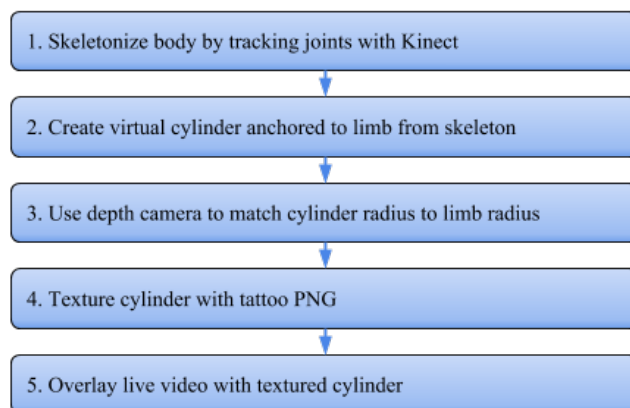 1. Skeletonize body by tracking joints with Kinect
2. Create virtual cylinder anchored to limb from skeleton
3. Use depth camera to match cylinder radius to limb radius
4. Texture cylinder with tattoo PNG
5. Overlay live video with textured cylinder